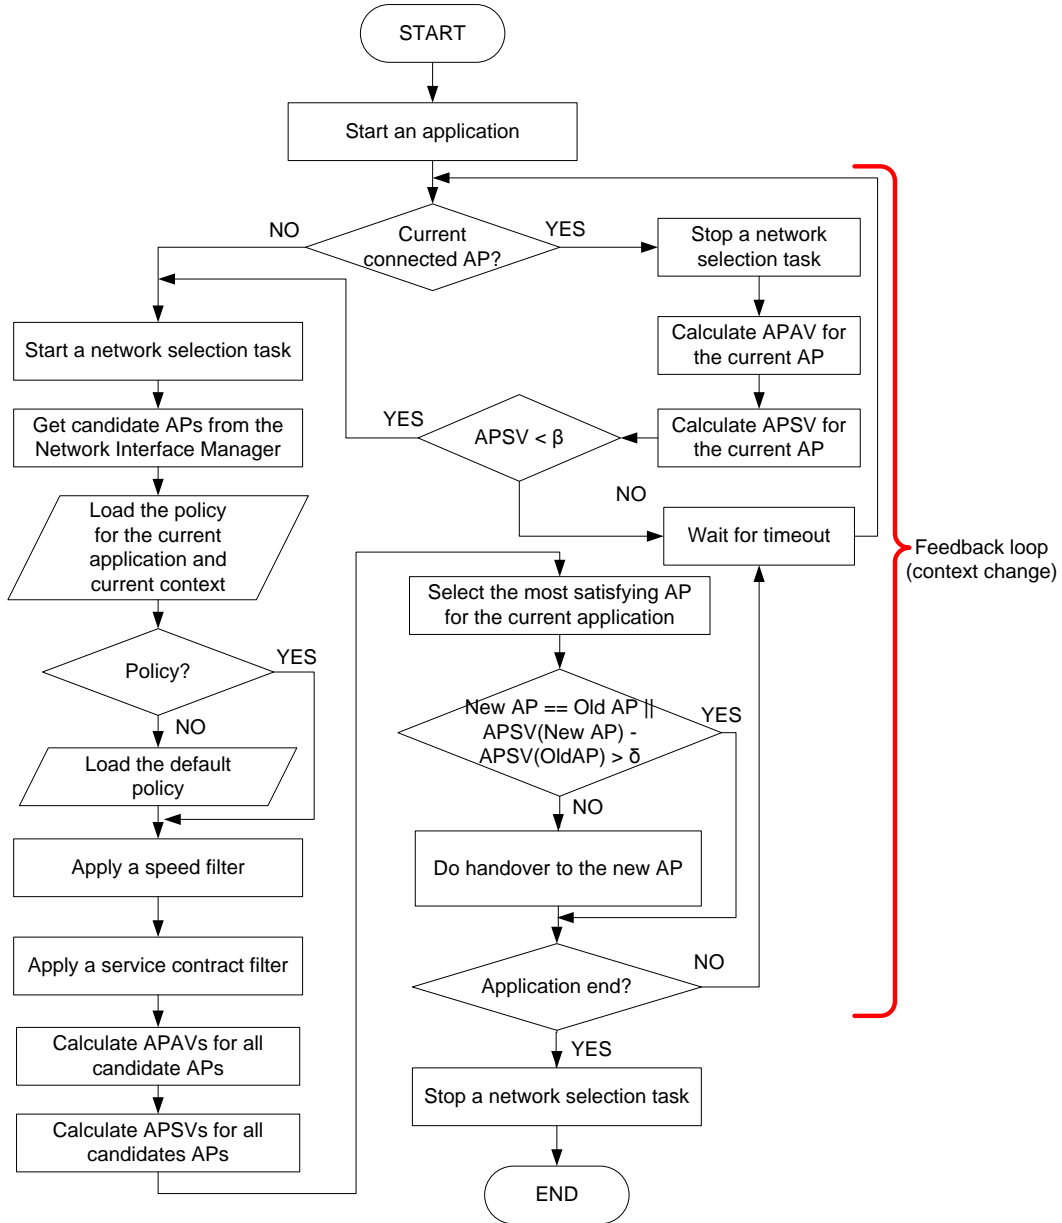 START
Start an application
NO
Current
connected AP?
YES
Stop a network
selection task
Calculate APAV for
the current AP
Calculate APSV for
the current AP
APSV < β
YES
NO
Wait for timeout
Feedback loop
(context change)
Start a network selection task
Get candidate APs from the
Network Interface Manager
Load the policy
for the current
application and
current context
Policy?
YES
NO
Load the default
policy
Apply a speed filter
Apply a service contract filter
Calculate APAVs for all
candidate APs
Calculate APSVs for all
candidates APs
Select the most satisfying AP
for the current application
New AP == Old AP ||
APSV(New AP) -
APSV(OldAP) > δ
YES
NO
Do handover to the new AP
Application end?
NO
YES
Stop a network selection task
END